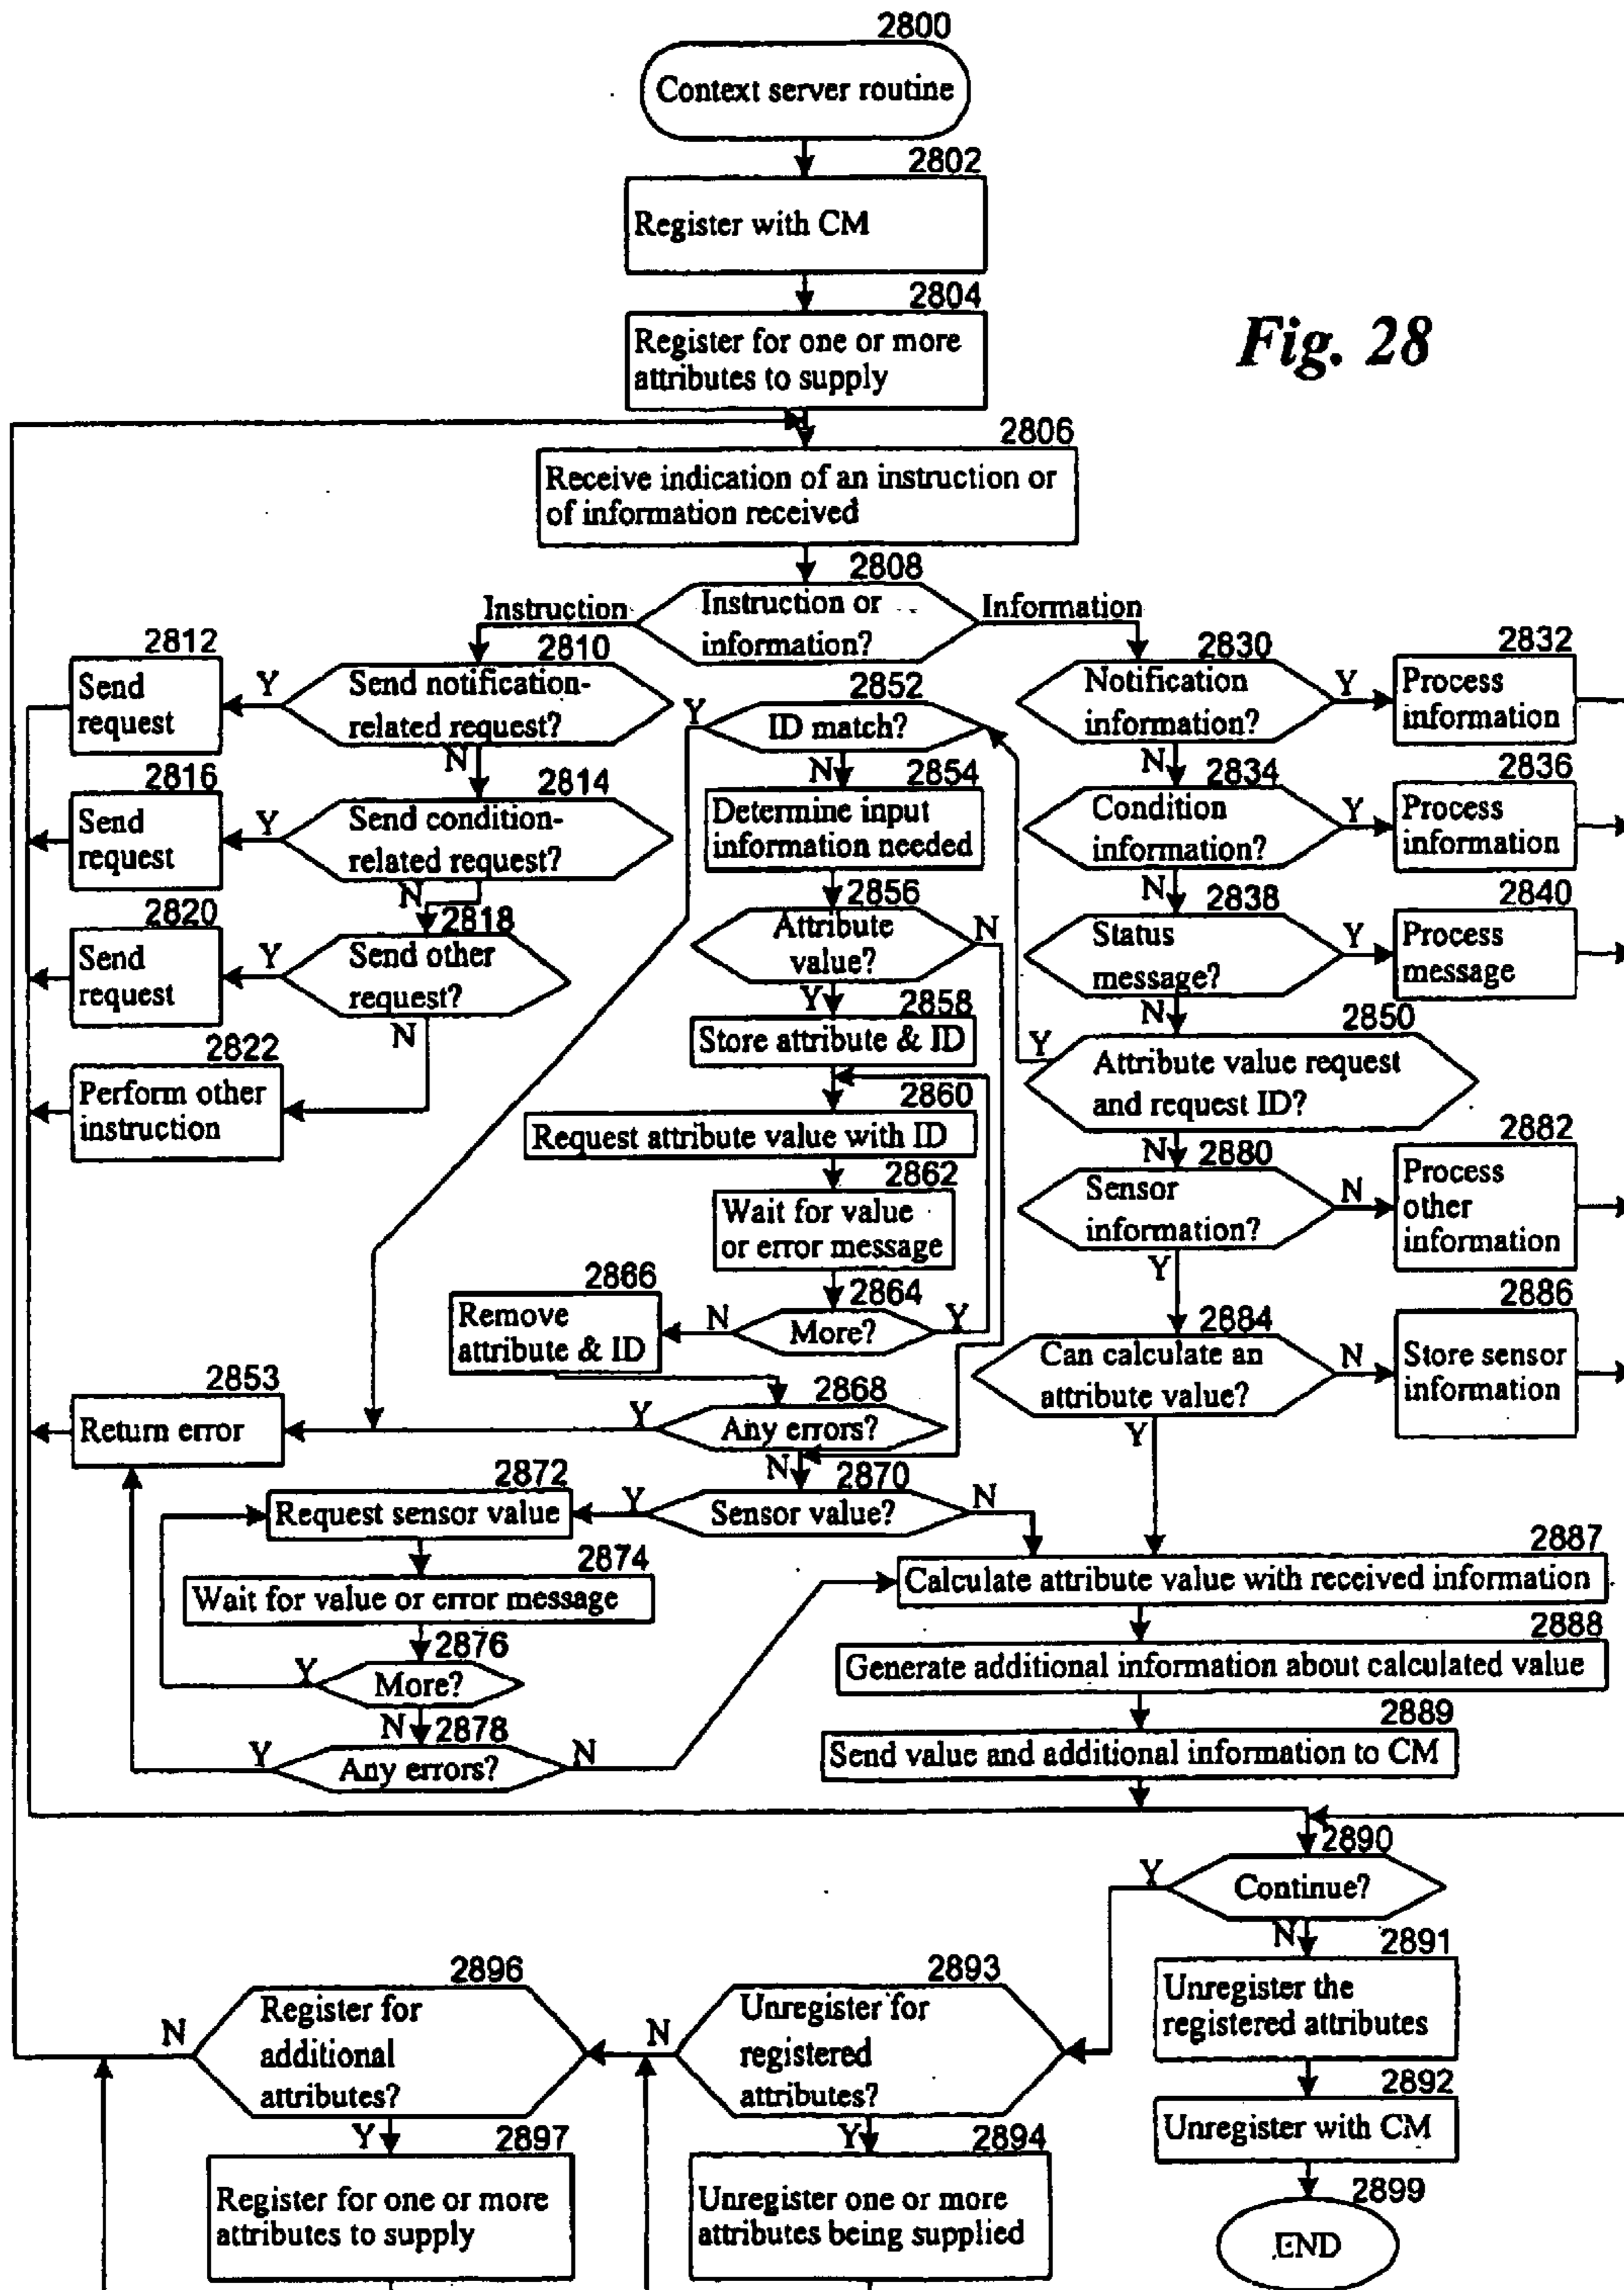 2800
Context server routine
2802
Register with CM
2804
Register for one or more
attributes to supply
Fig. 28
2806
Receive indication of an instruction or
of information received
2808
Instruction or
information?
Instruction
Information
2810
Send notification-
related request?
Y
N
2812
Send
request
2814
Send condition-
related request?
Y
N
2816
Send
request
2818
Send other
request?
Y
N
2820
Send
request
2822
Perform other
instruction
2830
Notification
information?
Y
N
2832
Process
information
2834
Condition
information?
Y
N
2836
Process
information
2838
Status
message?
Y
N
2840
Process
message
2850
Attribute value request
and request ID?
Y
N
2852
ID match?
Y
N
2854
Determine input
information needed
2856
Attribute
value?
N
Y
2858
Store attribute & ID
2860
Request attribute value with ID
2862
Wait for value
or error message
2864
More?
N
Y
2866
Remove
attribute & ID
2853
Return error
2868
Any errors?
Y
N
2870
Sensor value?
Y
N
2872
Request sensor value
2874
Wait for value or error message
2876
More?
Y
N
2878
Any errors?
Y
N
2880
Sensor
information?
N
Y
2882
Process
other
information
2884
Can calculate an
attribute value?
N
Y
2886
Store sensor
information
2887
Calculate attribute value with received information
2888
Generate additional information about calculated value
2889
Send value and additional information to CM
2890
Continue?
Y
N
2891
Unregister the
registered attributes
2892
Unregister with CM
2899
END
2893
Unregister for
registered
attributes?
N
Y
2894
Unregister one or more
attributes being supplied
2896
Register for
additional
attributes?
N
Y
2897
Register for one or more
attributes to supply